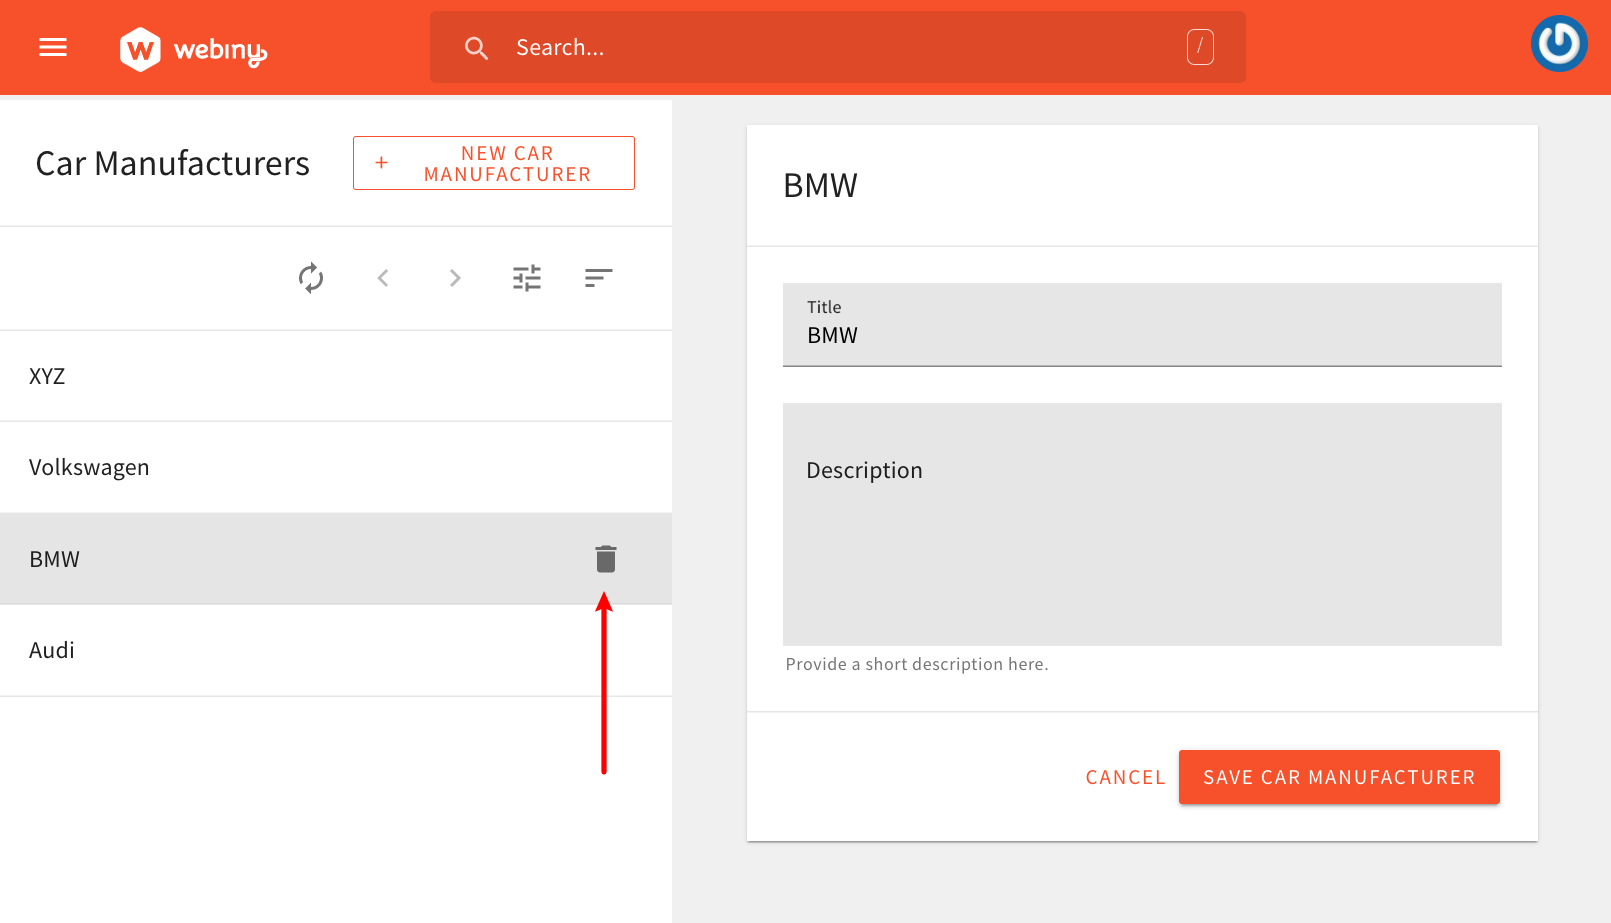 webiny
Search...
/
Car Manufacturers
+ NEW CAR
MANUFACTURER
XYZ
Volkswagen
BMW
Audi
BMW
Title
BMW
Description
Provide a short description here.
CANCEL
SAVE CAR MANUFACTURER